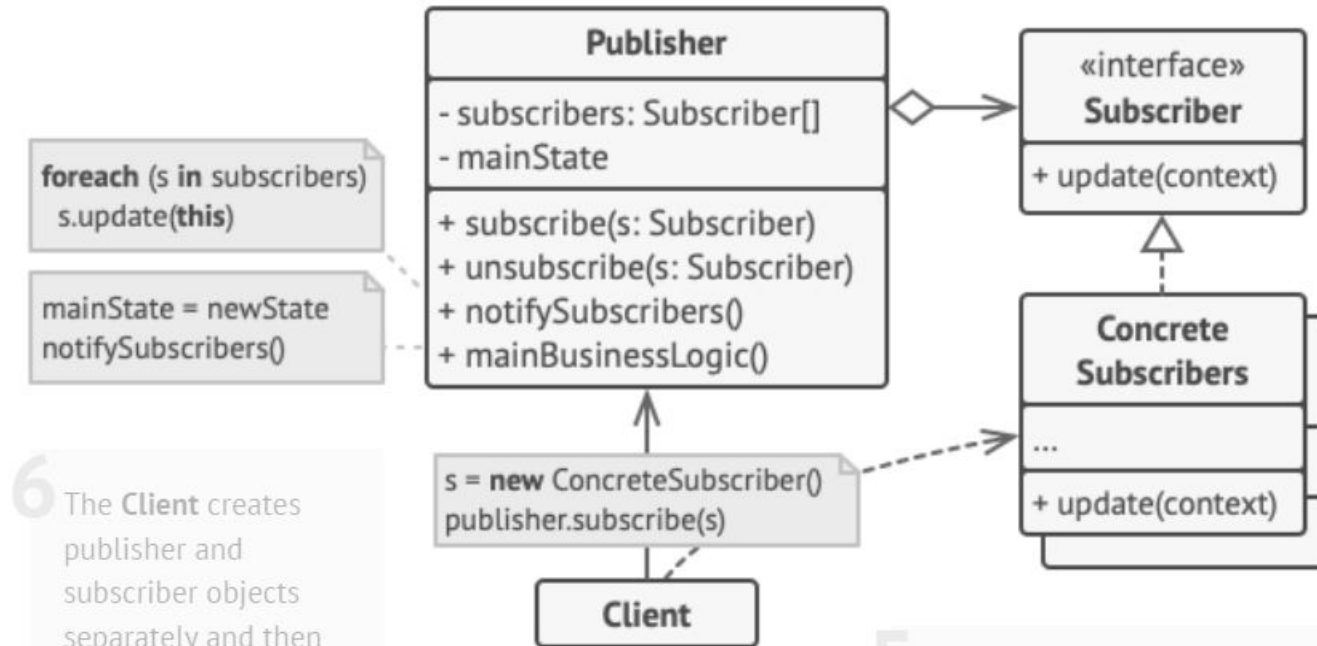 Publisher
- subscribers: Subscriber[]
- mainState
+ subscribe(s: Subscriber)
+ unsubscribe(s: Subscriber)
+ notifySubscribers()
+ mainBusinessLogic()
«interface»
Subscriber
+ update(context)
foreach (s in subscribers)
s.update(this)
mainState = newState
notifySubscribers()
Concrete
Subscribers
...
+ update(context)
s = new ConcreteSubscriber()
publisher.subscribe(s)
Client
6
The Client creates
publisher and
subscriber objects
separately and then